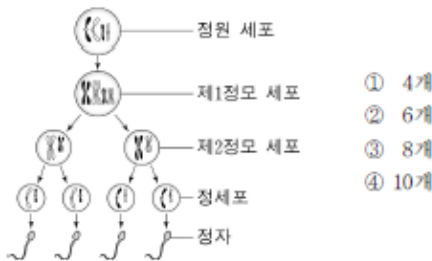 정원 세포
제1정모 세포
제2정모 세포
정세포
정자
① 4개
② 6개
③ 8개
④ 10개